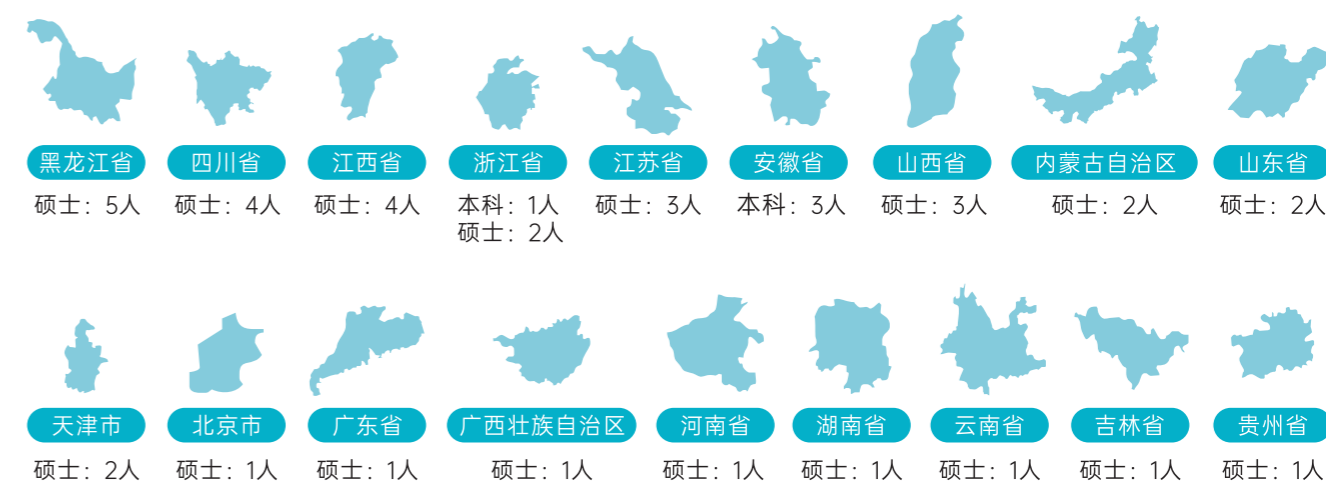 黑龙江省 四川省 江西省 浙江省 江苏省 安徽省 山西省 内蒙古自治区 山东省
硕士：5人 硕士：4人 硕士：4人 本科：1人 硕士：3人 本科：3人 硕士：3人 硕士：2人 硕士：2人
硕士：2人
天津市 北京市 广东省 广西壮族自治区 河南省 湖南省 云南省 吉林省 贵州省
硕士：2人 硕士：1人 硕士：1人 硕士：1人 硕士：1人 硕士：1人 硕士：1人 硕士：1人 硕士：1人